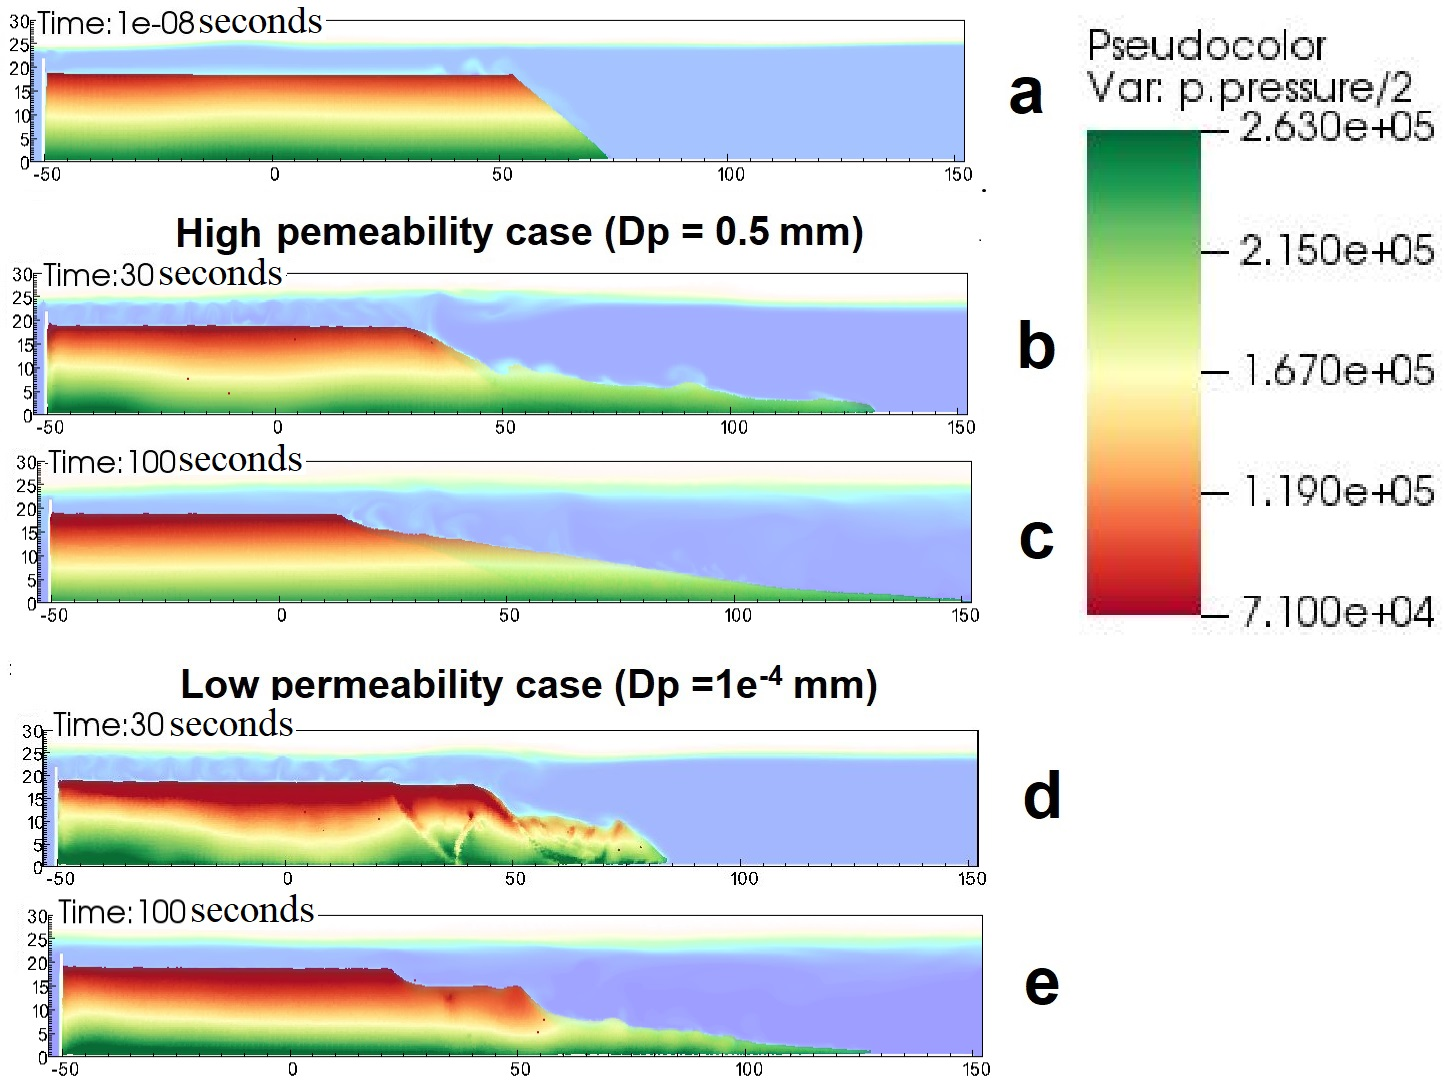 Time: 1e-08 seconds
30
25
20
15
10
5
0
-50 0 50 100 150
a
Pseudocolor
Var: p.pressure/2
2.630e+05
2.150e+05
1.670e+05
1.190e+05
7.100e+04
High pemeability case (Dp = 0.5 mm)
Time:30 seconds
30
25
20
15
10
5
0
-50 0 50 100 150
b
Time:100 seconds
30
25
20
15
10
5
0
-50 0 50 100 150
c
Low permeability case (Dp =1e-4 mm)
Time:30 seconds
30
25
20
15
10
5
0
-50 0 50 100 150
d
Time:100 seconds
30
25
20
15
10
5
0
-50 0 50 100 150
e